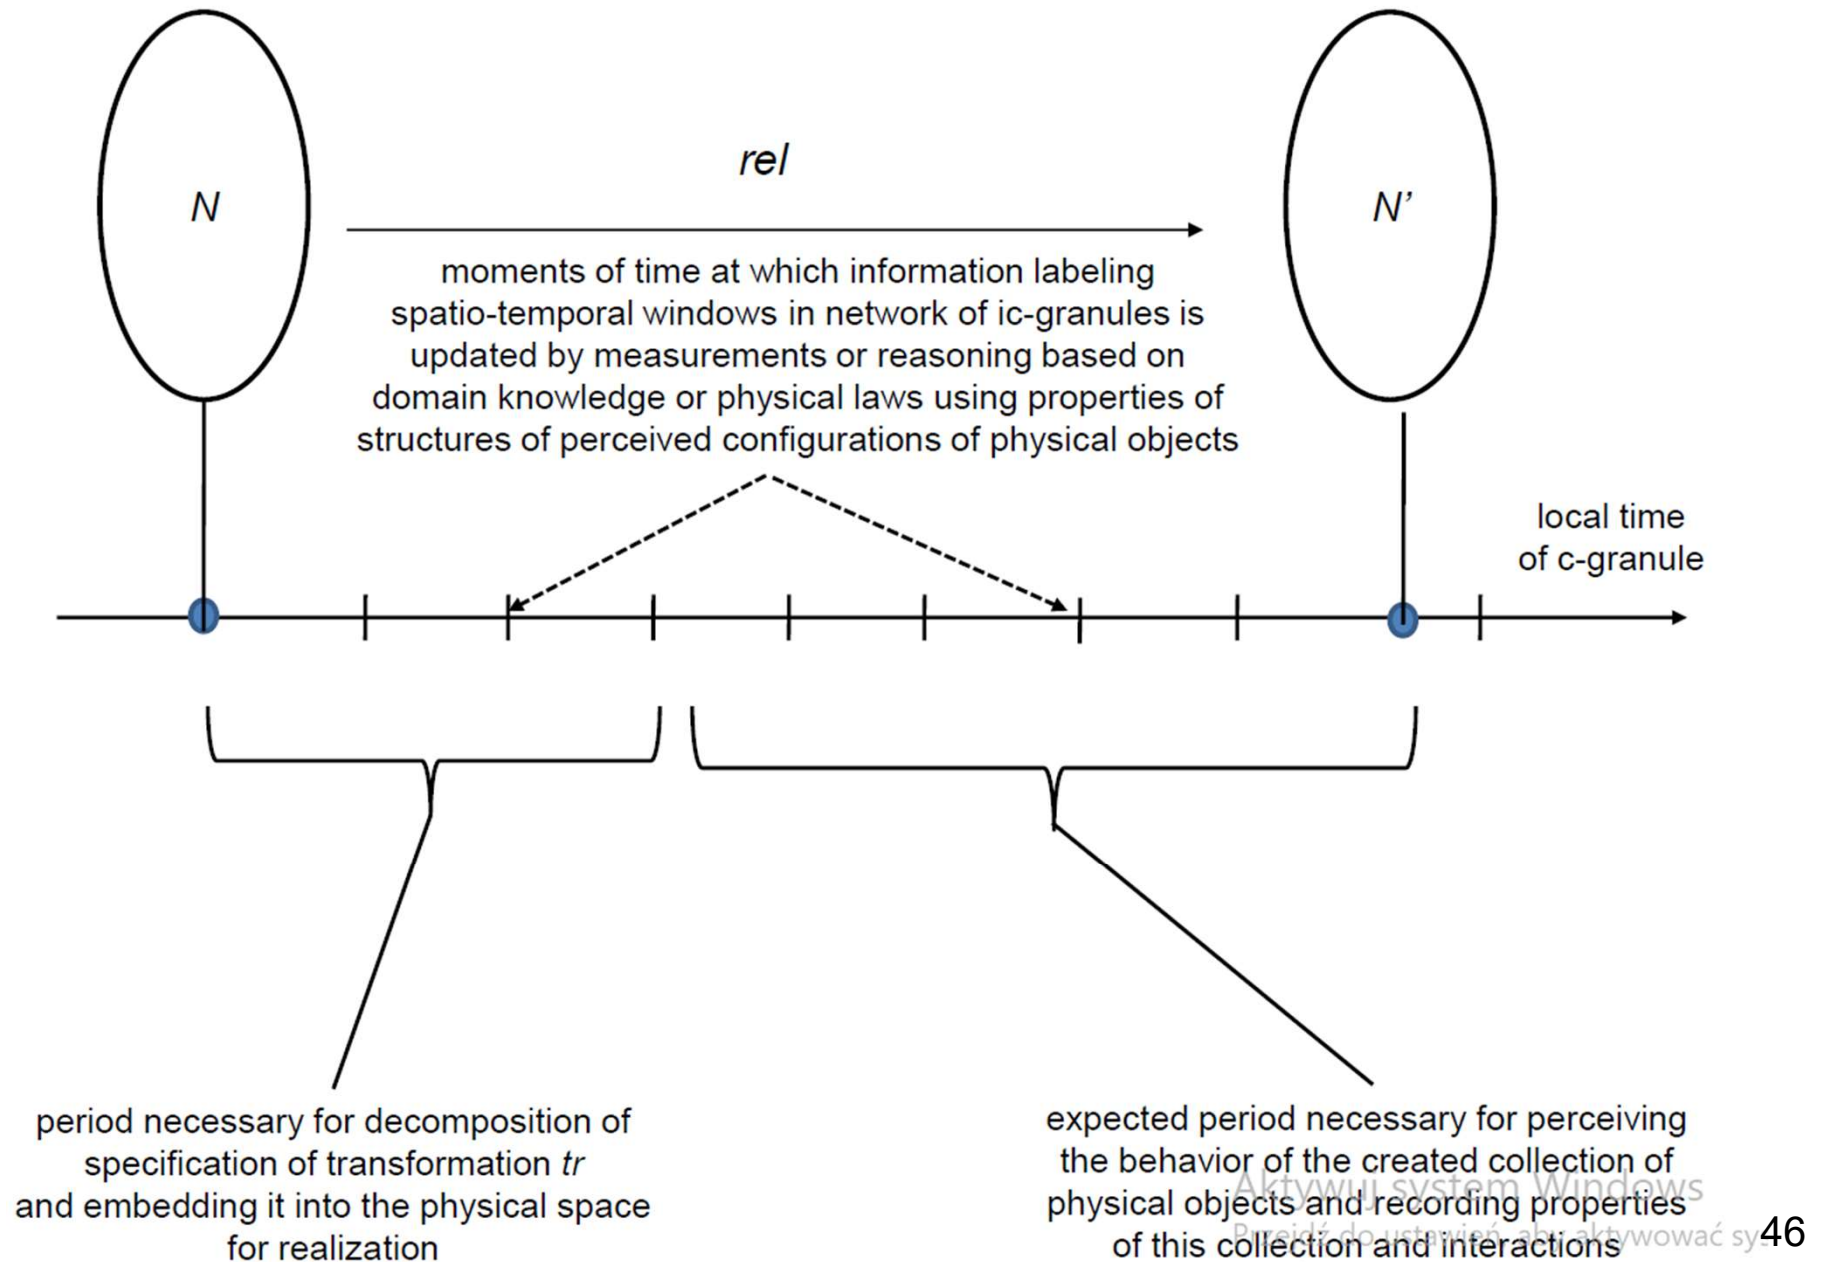 N
rel
N’
moments of time at which information labeling
spatio-temporal windows in network of ic-granules is
updated by measurements or reasoning based on
domain knowledge or physical laws using properties of
structures of perceived configurations of physical objects
local time
of c-granule
period necessary for decomposition of
specification of transformation tr
and embedding it into the physical space
for realization
expected period necessary for perceiving
the behavior of the created collection of
physical objects and recording properties
of this collection and interactions
Aktywuj system Windows
Przejdź do ustawień, aby aktywować sys
46